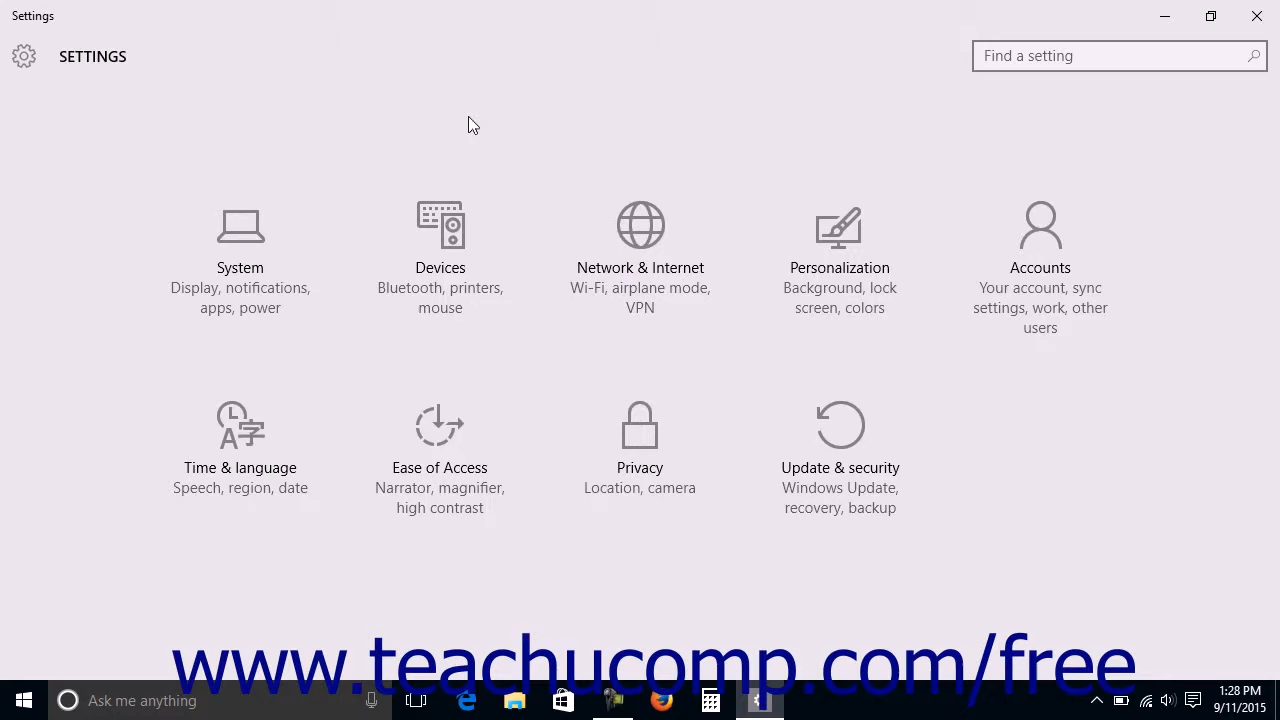 Settings
SETTINGS
Find a setting
System
Display, notifications,
apps, power
Devices
Bluetooth, printers,
mouse
Network & Internet
Wi-Fi, airplane mode,
VPN
Personalization
Background, lock
screen, colors
Accounts
Your account, sync
settings, work, other
users
Time & language
Speech, region, date
Ease of Access
Narrator, magnifier,
high contrast
Privacy
Location, camera
Update & security
Windows Update,
recovery, backup
www.teachucomp.com/free
Ask me anything
1:28 PM
9/11/2015